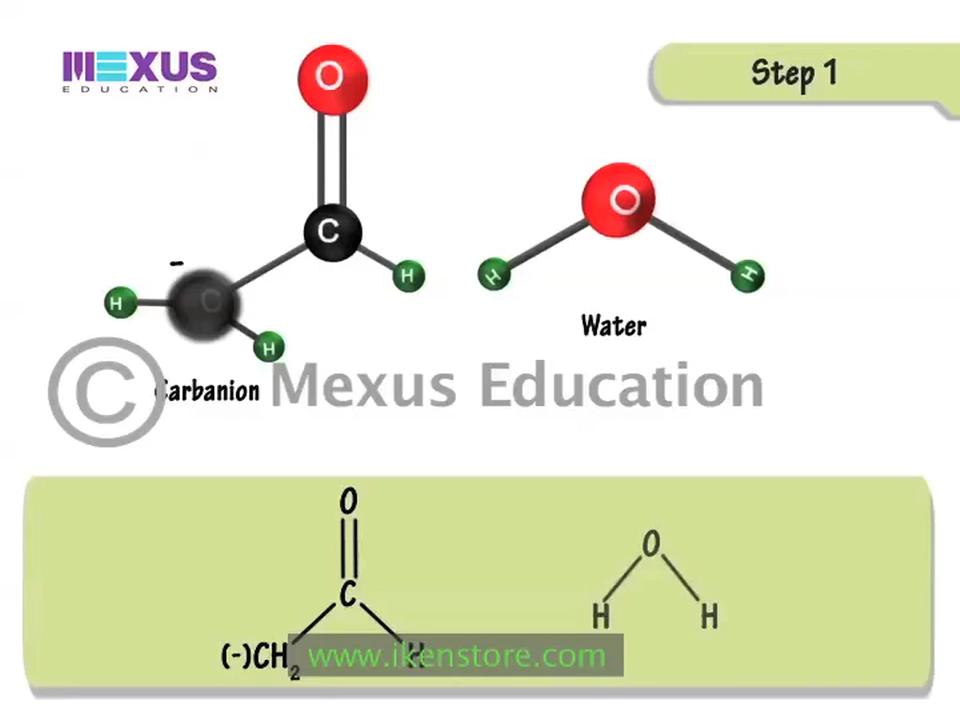 MEXUS
EDUCATION
Step 1
O
C
H
-
H
C
H
Carbanion
O
H
H
Water
© Mexus Education
O
C
(-)CH2
H
O
H
H
www.ikenstore.com